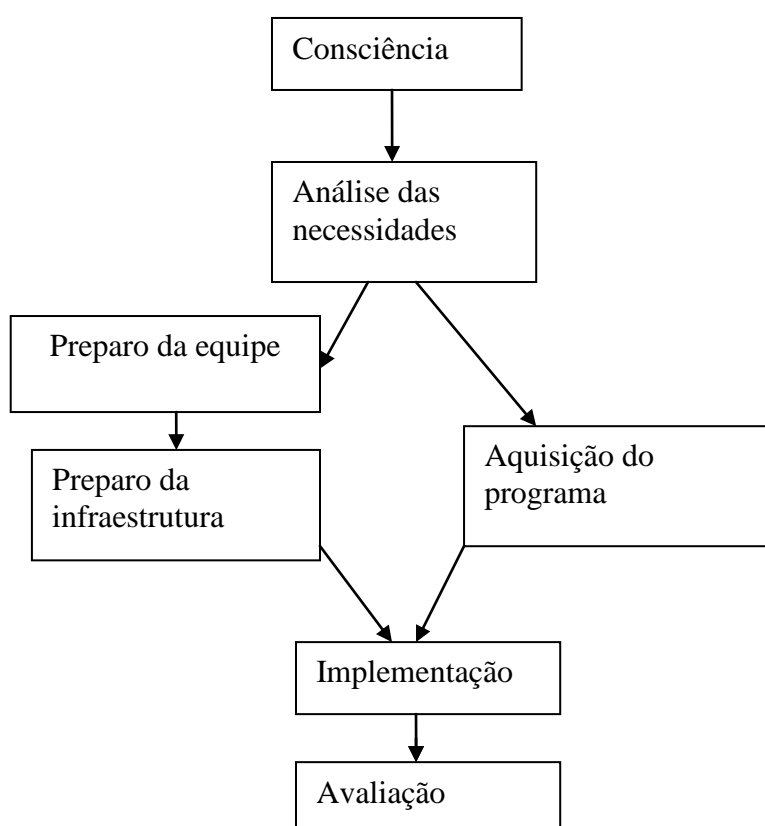 Consciência
Análise das
necessidades
Preparo da equipe
Preparo da
infraestrutura
Aquisição do
programa
Implementação
Avaliação